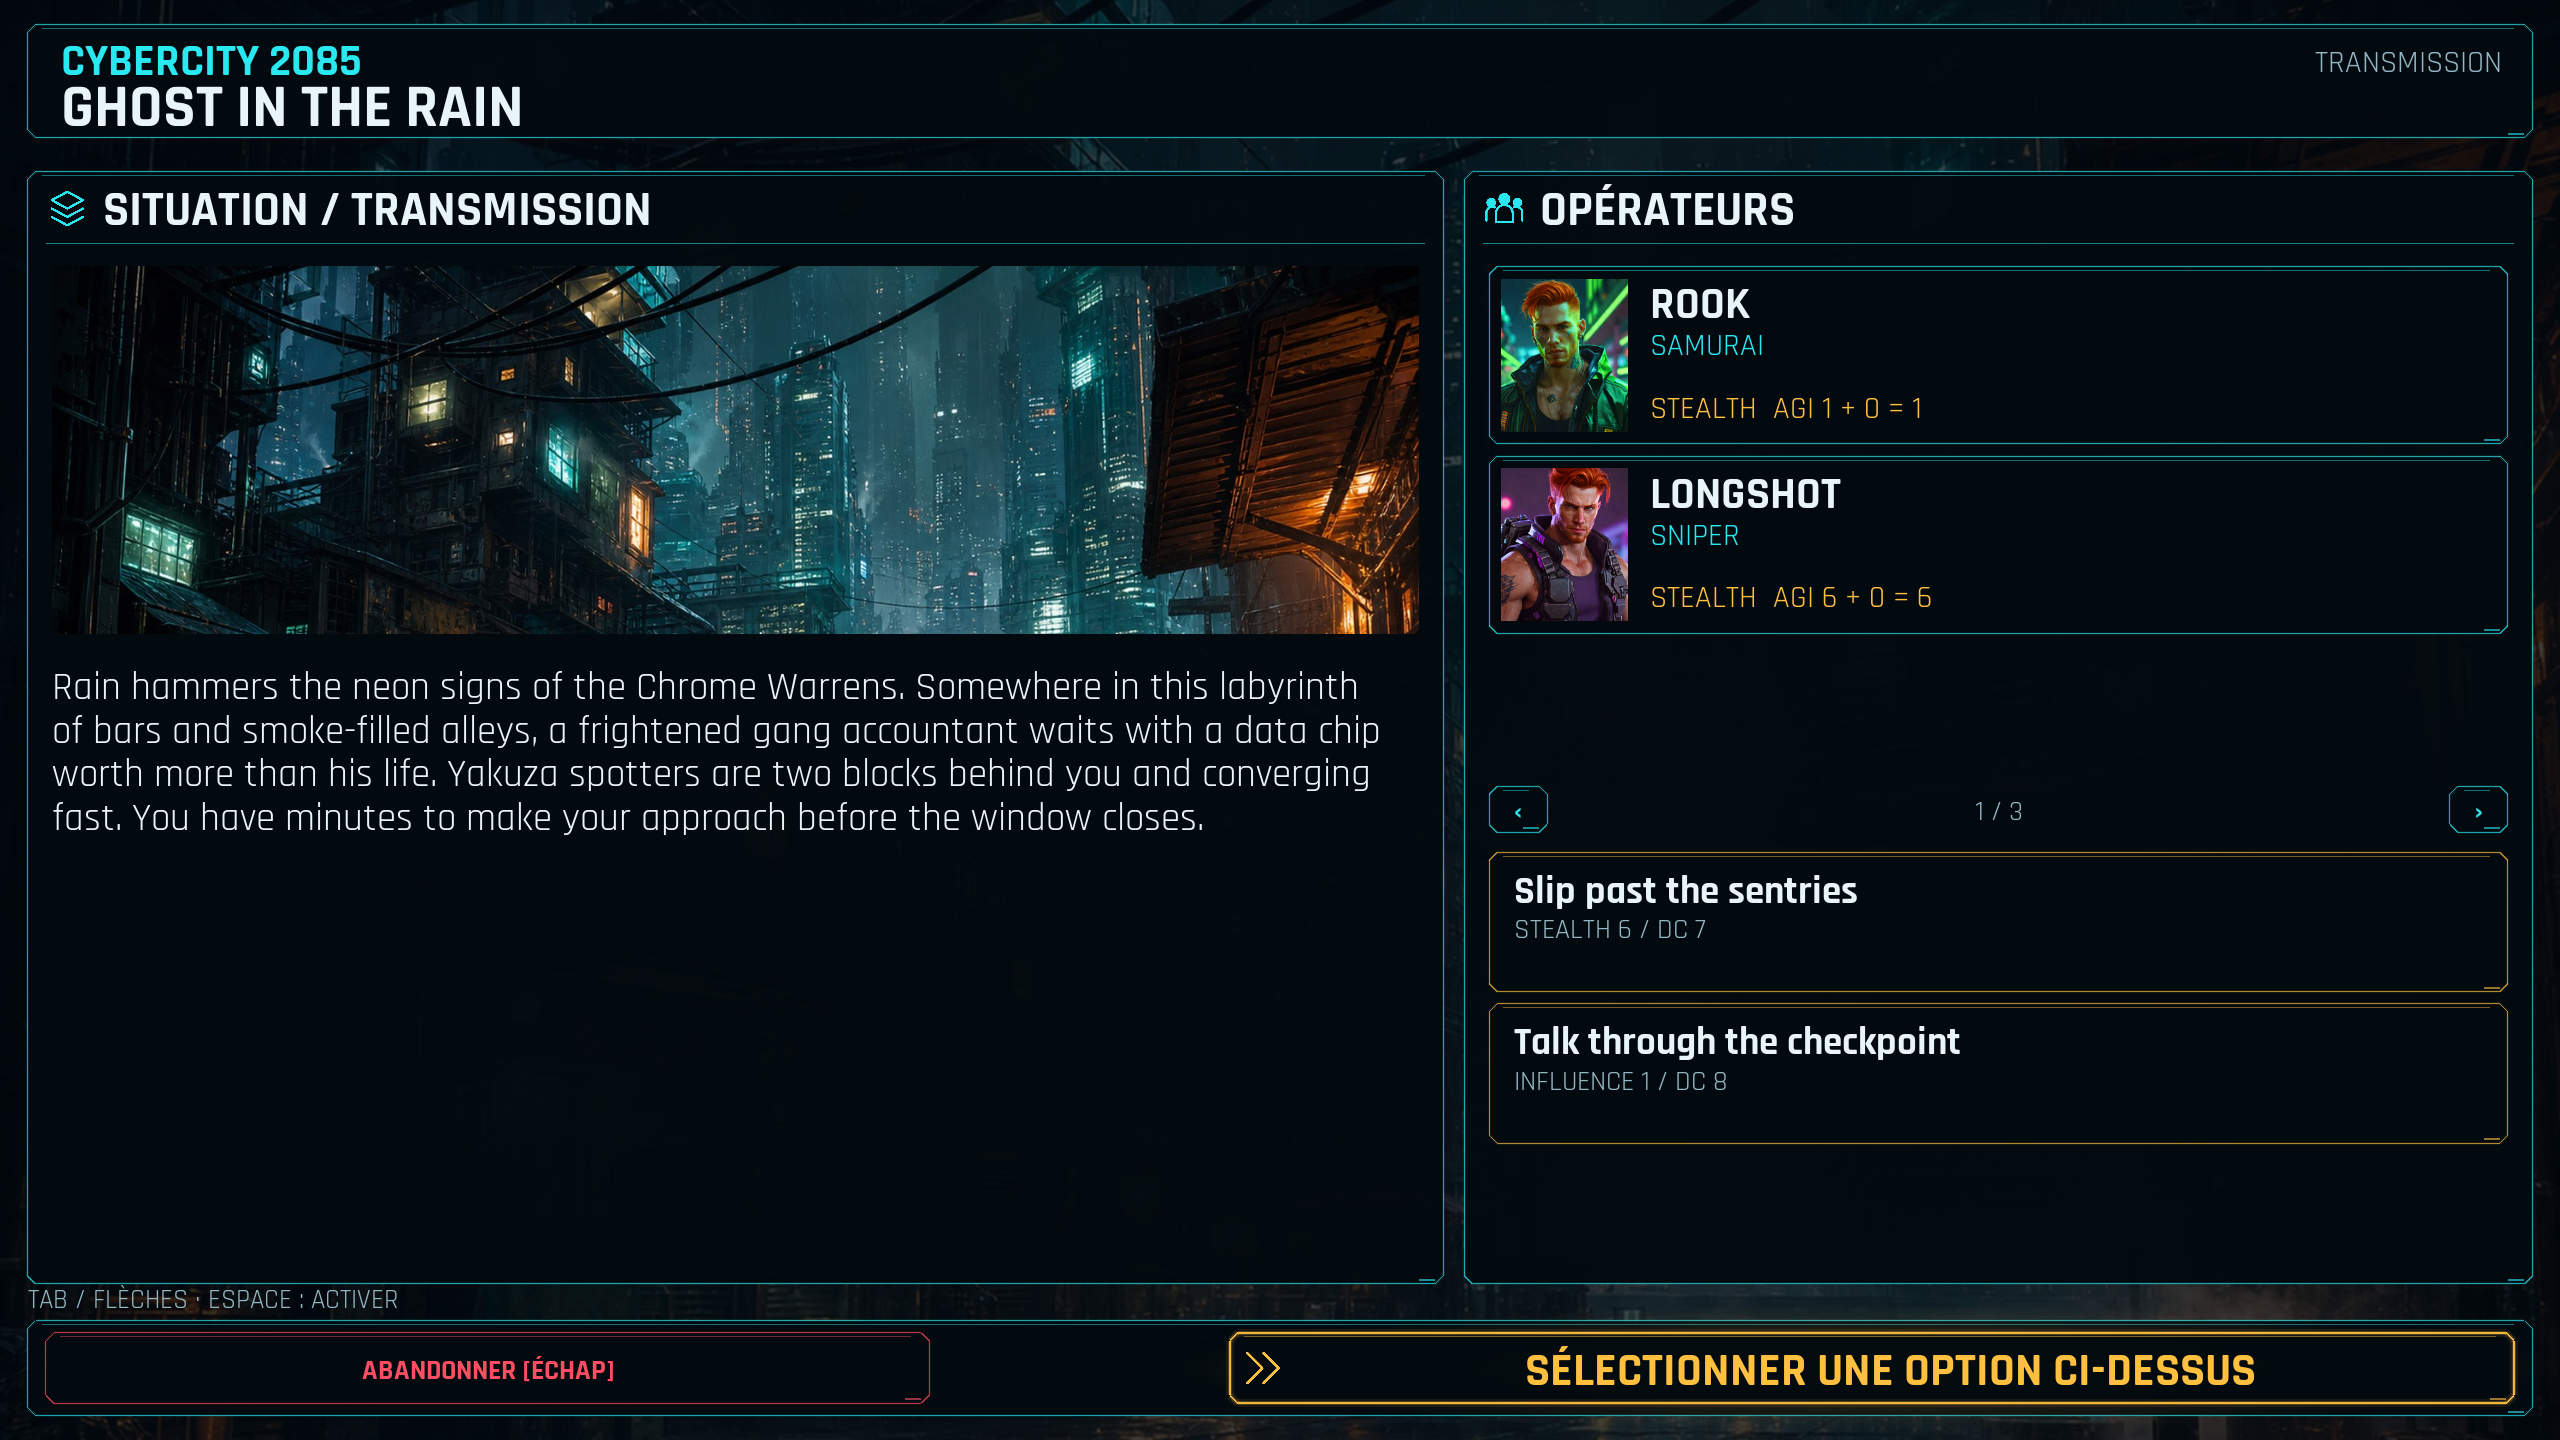 CYBERCITY 2085
GHOST IN THE RAIN
TRANSMISSION
SITUATION / TRANSMISSION
Rain hammers the neon signs of the Chrome Warrens. Somewhere in this labyrinth
of bars and smoke-filled alleys, a frightened gang accountant waits with a data chip
worth more than his life. Yakuza spotters are two blocks behind you and converging
fast. You have minutes to make your approach before the window closes.
OPÉRATEURS
ROOK
SAMURAI
STEALTH AGI 1 + 0 = 1
LONGSHOT
SNIPER
STEALTH AGI 6 + 0 = 6
‹ 1 / 3 ›
Slip past the sentries
STEALTH 6 / DC 7
Talk through the checkpoint
INFLUENCE 1 / DC 8
TAB / FLÈCHES · ESPACE : ACTIVER
ABANDONNER [ÉCHAP]
SÉLECTIONNER UNE OPTION CI-DESSUS